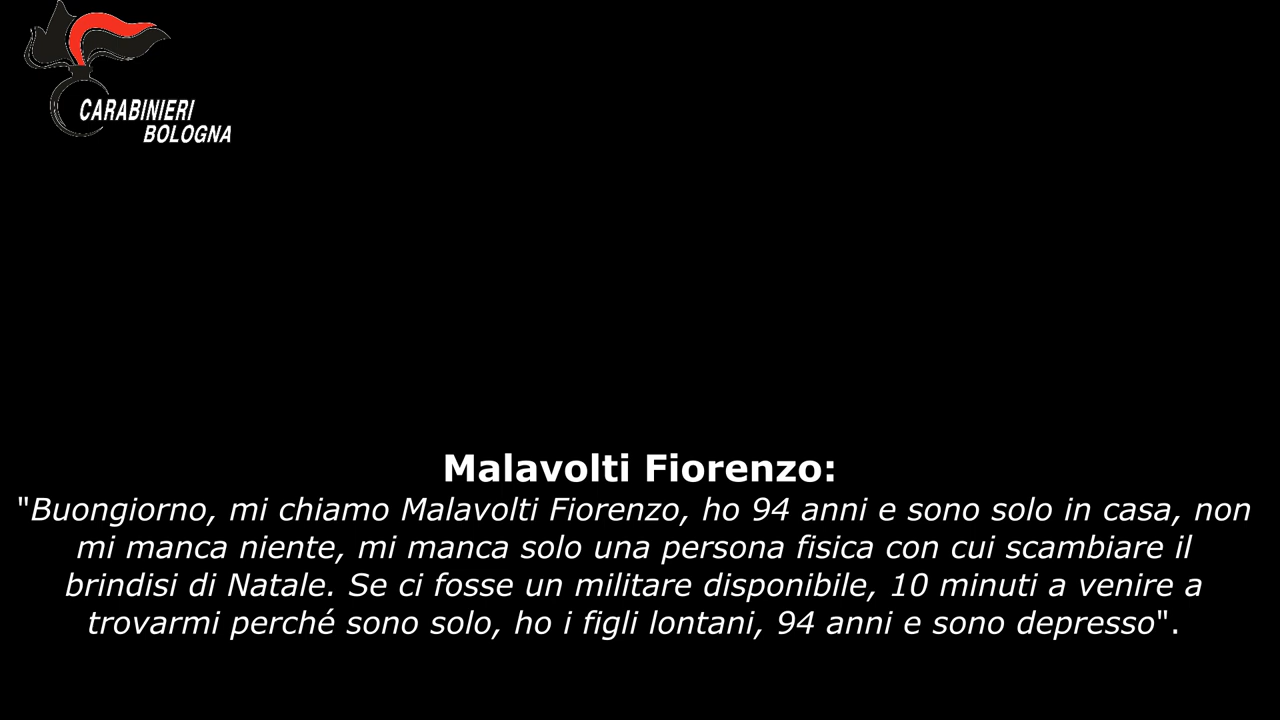 CARABINIERI
BOLOGNA
Malavolti Fiorenzo:
"Buongiorno, mi chiamo Malavolti Fiorenzo, ho 94 anni e sono solo in casa, non
mi manca niente, mi manca solo una persona fisica con cui scambiare il
brindisi di Natale. Se ci fosse un militare disponibile, 10 minuti a venire a
trovarmi perché sono solo, ho i figli lontani, 94 anni e sono depresso".